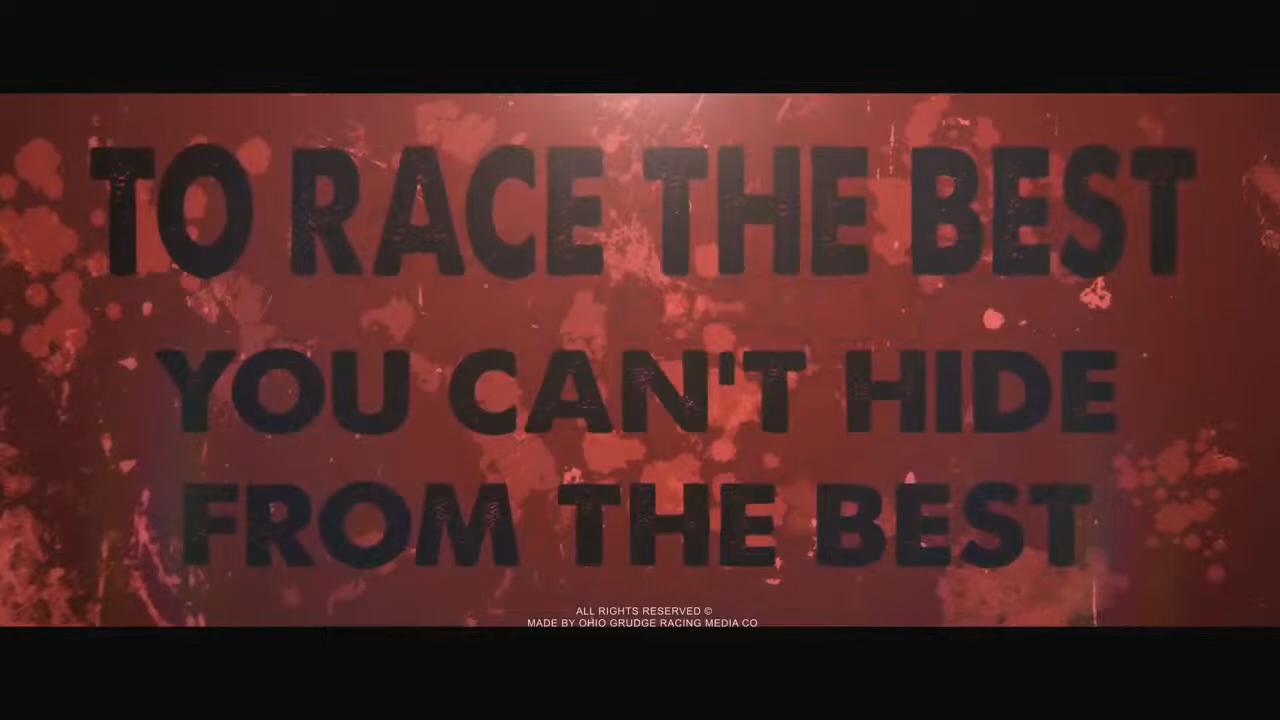 TO RACE THE BEST
YOU CAN'T HIDE
FROM THE BEST
ALL RIGHTS RESERVED ©
MADE BY OHIO GRUDGE RACING MEDIA CO